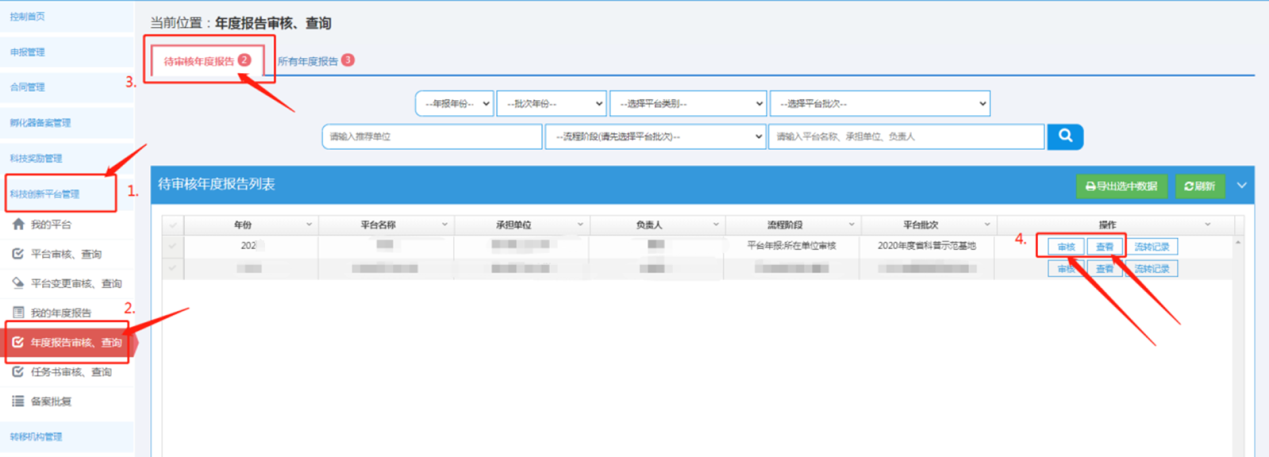 控制首页
申报管理
合同管理
孵化器备案管理
科技奖励管理
1.
科技创新平台管理
我的平台
平台审核、查询
平台变更审核、查询
我的年度报告
2.
年度报告审核、查询
任务书审核、查询
备案批复
转移机构管理
当前位置：年度报告审核、查询
3.
待审核年度报告 2 所有年度报告 3
--年报年份-- --批次年份-- --选择平台类别-- --选择平台批次--
请输入推荐单位 --流程阶段(请先选择平台批次)-- 请输入平台名称、承担单位、负责人
待审核年度报告列表 导出选中数据 刷新
年份 平台名称 承担单位 负责人 流程阶段 平台批次 操作
4.
202 平台年报:所在单位审核 2020年度省科普示范基地 审核 查看 流转记录
审核 查看 流转记录